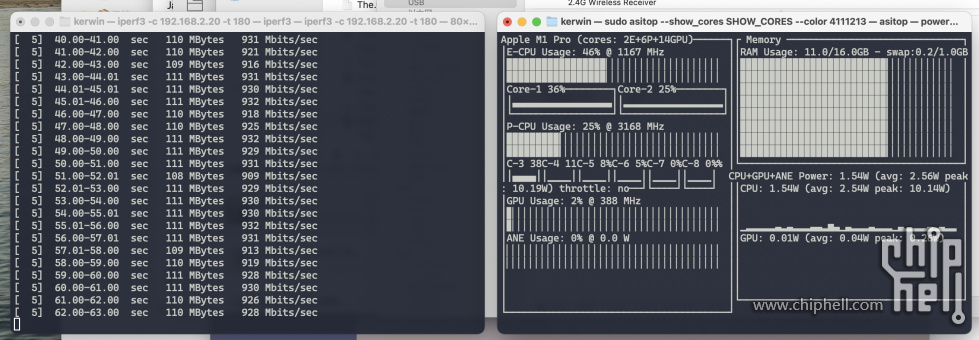 The.
USB
2.4G Wireless Receiver
kerwin — iperf3 -c 192.168.2.20 -t 180 — iperf3 — iperf3 -c 192.168.2.20 -t 180 — 80×...
[  5]  40.00-41.00  sec   110 MBytes   931 Mbits/sec
[  5]  41.00-42.00  sec   110 MBytes   921 Mbits/sec
[  5]  42.00-43.00  sec   109 MBytes   916 Mbits/sec
[  5]  43.00-44.01  sec   111 MBytes   931 Mbits/sec
[  5]  44.01-45.01  sec   111 MBytes   930 Mbits/sec
[  5]  45.01-46.00  sec   111 MBytes   932 Mbits/sec
[  5]  46.00-47.00  sec   110 MBytes   918 Mbits/sec
[  5]  47.00-48.00  sec   110 MBytes   925 Mbits/sec
[  5]  48.00-49.00  sec   111 MBytes   932 Mbits/sec
[  5]  49.00-50.00  sec   111 MBytes   929 Mbits/sec
[  5]  50.00-51.00  sec   111 MBytes   931 Mbits/sec
[  5]  51.00-52.01  sec   108 MBytes   909 Mbits/sec
[  5]  52.01-53.00  sec   111 MBytes   929 Mbits/sec
[  5]  53.00-54.00  sec   111 MBytes   930 Mbits/sec
[  5]  54.00-55.01  sec   111 MBytes   930 Mbits/sec
[  5]  55.01-56.00  sec   111 MBytes   932 Mbits/sec
[  5]  56.00-57.01  sec   111 MBytes   931 Mbits/sec
[  5]  57.01-58.00  sec   109 MBytes   913 Mbits/sec
[  5]  58.00-59.00  sec   110 MBytes   919 Mbits/sec
[  5]  59.00-60.00  sec   111 MBytes   928 Mbits/sec
[  5]  60.00-61.00  sec   111 MBytes   930 Mbits/sec
[  5]  61.00-62.00  sec   110 MBytes   926 Mbits/sec
[  5]  62.00-63.00  sec   110 MBytes   928 Mbits/sec
kerwin — sudo asitop --show_cores SHOW_CORES --color 4111213 — asitop — power...
Apple M1 Pro (cores: 2E+6P+14GPU)
E-CPU Usage: 46% @ 1167 MHz
Core-1 36%
Core-2 25%
P-CPU Usage: 25% @ 3168 MHz
C-3 38C-4 11C-5 8%C-6 5%C-7 0%C-8 0%%
: 10.19W) throttle: no
GPU Usage: 2% @ 388 MHz
ANE Usage: 0% @ 0.0 W
Memory
RAM Usage: 11.0/16.0GB - swap:0.2/1.0GB
CPU+GPU+ANE Power: 1.54W (avg: 2.56W peak
CPU: 1.54W (avg: 2.54W peak: 10.14W)
GPU: 0.01W (avg: 0.04W peak:
www.chiphell.com
chip
hell